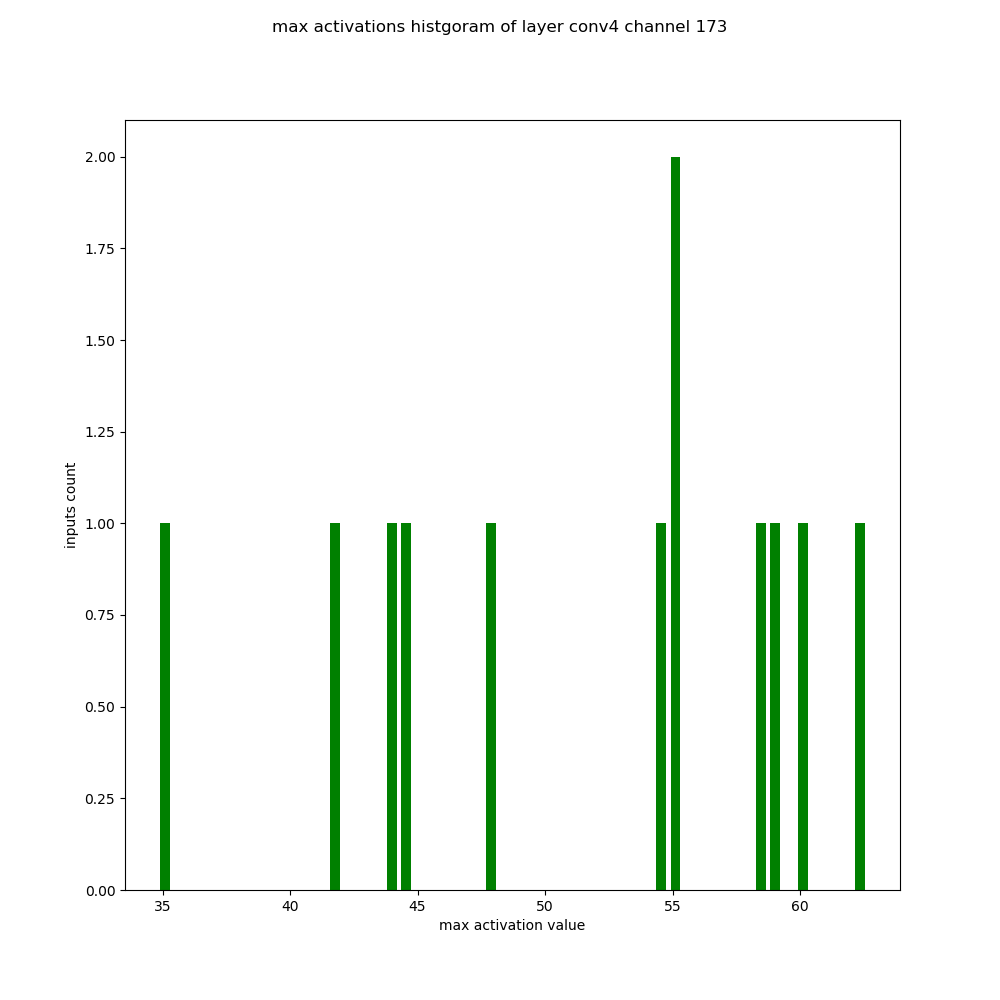 max activations histgoram of layer conv4 channel 173
2.00
1.75
1.50
1.25
1.00
0.75
0.50
0.25
0.00
inputs count
35 40 45 50 55 60
max activation value